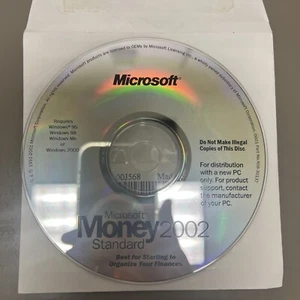 Microsoft®
Requires
Windows® 95
Windows 98
Windows Me
or
Windows 2000
Do Not Make Illegal
Copies of This Disc
For distribution
with a new PC
only. For product
support, contact
the manufacturer
of your PC.
Microsoft
Money2002
Standard
Best for Starting to
Organize Your Finances.